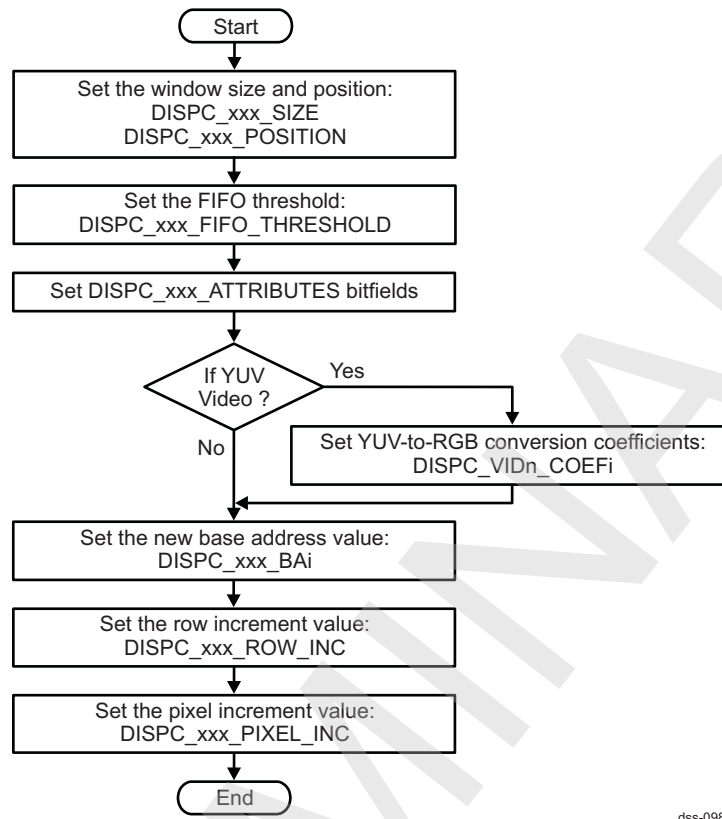 Start
Set the window size and position:
DISPC_xxx_SIZE
DISPC_xxx_POSITION
Set the FIFO threshold:
DISPC_xxx_FIFO_THRESHOLD
Set DISPC_xxx_ATTRIBUTES bitfields
If YUV
Video ?
Yes
No
Set YUV-to-RGB conversion coefficients:
DISPC_VIDn_COEFi
Set the new base address value:
DISPC_xxx_BAi
Set the row increment value:
DISPC_xxx_ROW_INC
Set the pixel increment value:
DISPC_xxx_PIXEL_INC
End